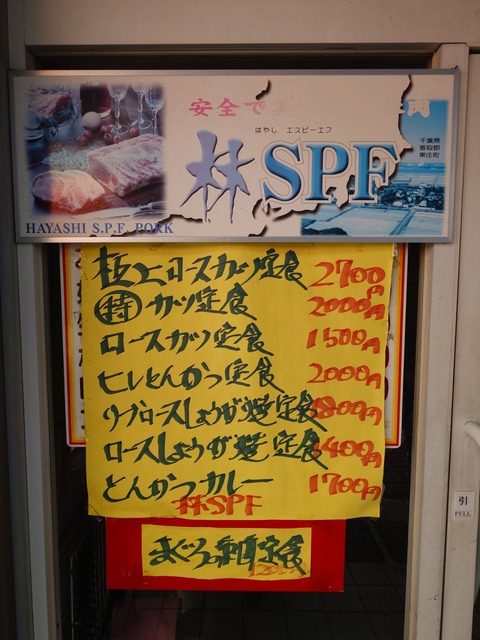 安全で美
肉
はやし エスピーエフ
林SPF
千葉県
香取郡
東庄町
HAYASHI S.P.F. PORK
極上ロースカツ定食 2700円
特 カツ定食 2000円
ロースカツ定食 1500円
ヒレとんかつ定食 2000円
リブロースしょうが焼定食 1800円
ロースしょうが焼定食 1400円
とんかつカレー 1700円
林SPF
まぐろ刺身定食
引
PULL